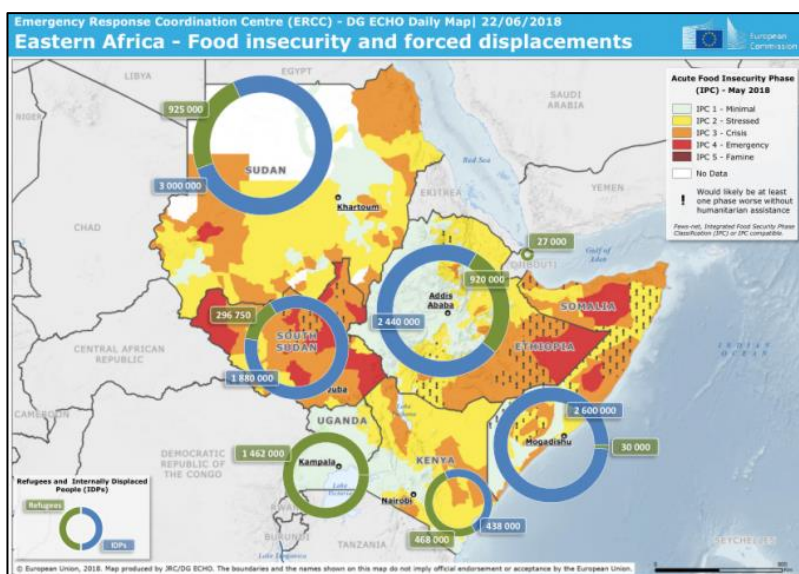 Emergency Response Coordination Centre (ERCC) - DG ECHO Daily Map| 22/06/2018
Eastern Africa - Food insecurity and forced displacements
European
Commission
LIBYA
EGYPT
SAUDI
ARABIA
NIGER
Acute Food Insecurity Phase
(IPC) - May 2018
IPC 1 - Minimal
IPC 2 - Stressed
IPC 3 - Crisis
IPC 4 - Emergency
IPC 5 - Famine
No Data
! Would likely be at least
one phase worse without
humanitarian assistance
Fews-net, Integrated Food Security Phase
Classification (IPC) or IPC compatible.
925 000
SUDAN
3 000 000
Khartoum
Red Sea
ERITREA
YEMEN
CHAD
27 000
Gulf of
Aden
DJIBOUTI
920 000
Addis
Ababa
2 440 000
SOMALIA
ETHIOPIA
296 750
SOUTH
SUDAN
1 880 000
Juba
CENTRAL AFRICAN
REPUBLIC
INDIAN
OCEAN
CAMEROON
UGANDA
1 462 000
Kampala
DEMOCRATIC
REPUBLIC OF
THE CONGO
KENYA
Nairobi
468 000
438 000
2 600 000
Mogadishu
30 000
Refugees and Internally Displaced
People (IDPs)
Refugees
IDPs
BURUNDI
TANZANIA
SEYCHELLES
© European Union, 2018. Map produced by JRC/DG ECHO. The boundaries and the names shown on this map do not imply official endorsement or acceptance by the European Union.